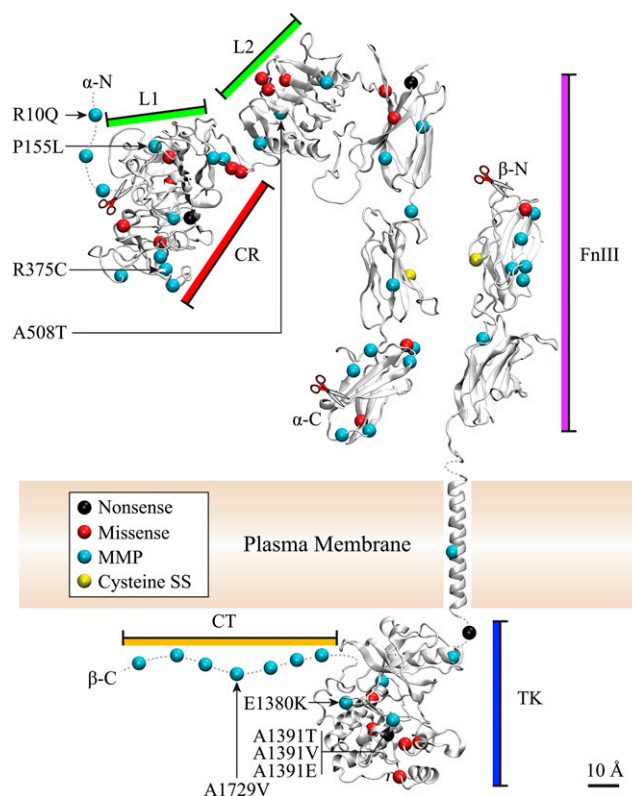 L2
α-N
L1
R10Q
P155L
β-N
FnIII
CR
R375C
A508T
α-C
Nonsense
Missense
MMP
Cysteine SS
Plasma Membrane
CT
β-C
E1380K
TK
A1391T
A1391V
A1391E
A1729V
10 Å